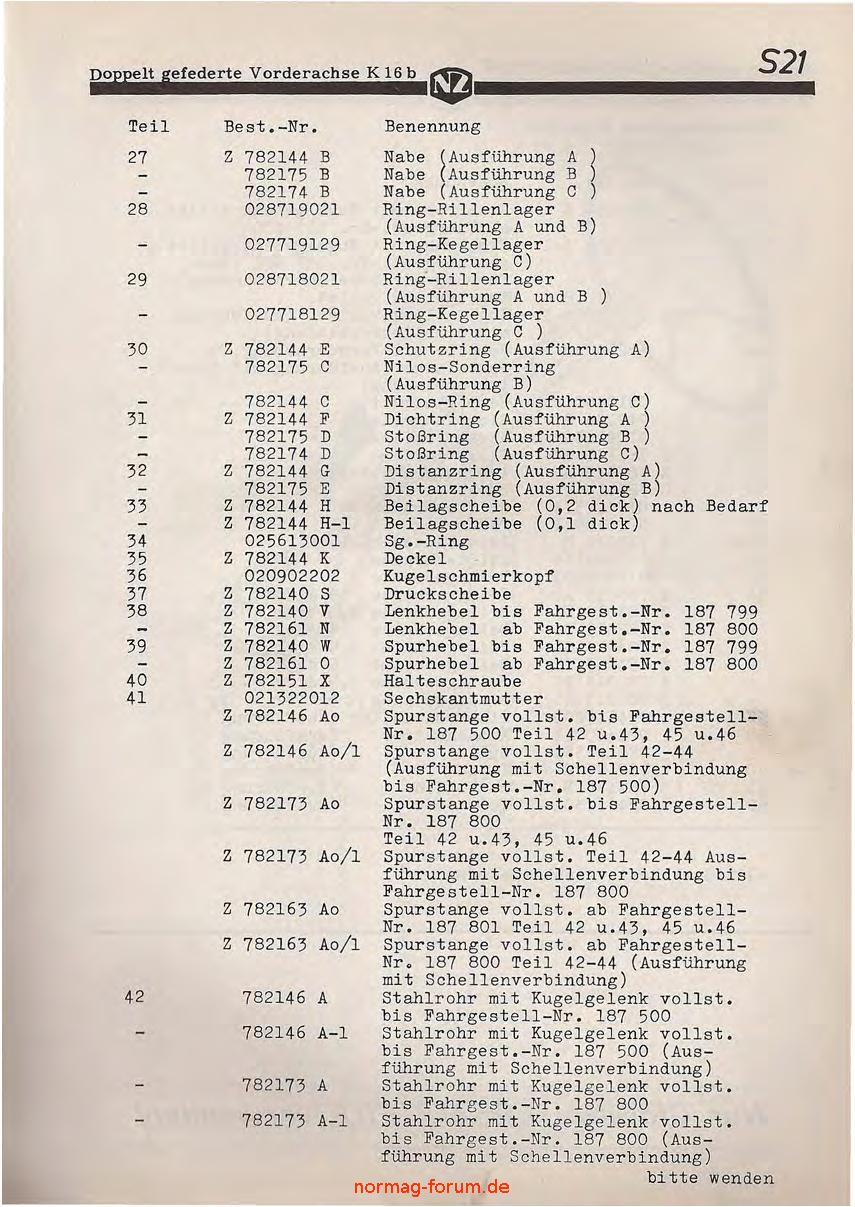 Doppelt gefederte Vorderachse K 16 b NZ S21
Teil Best.-Nr. Benennung
27 Z 782144 B Nabe (Ausführung A )
- 782175 B Nabe (Ausführung B )
- 782174 B Nabe (Ausführung C )
28 028719021 Ring-Rillenlager
(Ausführung A und B)
- 027719129 Ring-Kegellager
(Ausführung C)
29 028718021 Ring-Rillenlager
(Ausführung A und B )
- 027718129 Ring-Kegellager
(Ausführung C )
30 Z 782144 E Schutzring (Ausführung A)
- 782175 C Nilos-Sonderring
(Ausführung B)
- 782144 C Nilos-Ring (Ausführung C)
31 Z 782144 F Dichtring (Ausführung A )
- 782175 D Stoßring (Ausführung B )
- 782174 D Stoßring (Ausführung C)
32 Z 782144 G Distanzring (Ausführung A)
- 782175 E Distanzring (Ausführung B)
33 Z 782144 H Beilagscheibe (0,2 dick) nach Bedarf
- Z 782144 H-1 Beilagscheibe (0,1 dick)
34 025613001 Sg.-Ring
35 Z 782144 K Deckel
36 020902202 Kugelschmierkopf
37 Z 782140 S Druckscheibe
38 Z 782140 V Lenkhebel bis Fahrgest.-Nr. 187 799
- Z 782161 N Lenkhebel ab Fahrgest.-Nr. 187 800
39 Z 782140 W Spurhebel bis Fahrgest.-Nr. 187 799
- Z 782161 O Spurhebel ab Fahrgest.-Nr. 187 800
40 Z 782151 X Halteschraube
41 021322012 Sechskantmutter
Z 782146 Ao Spurstange vollst. bis Fahrgestell-
Nr. 187 500 Teil 42 u.43, 45 u.46
Z 782146 Ao/1 Spurstange vollst. Teil 42-44
(Ausführung mit Schellenverbindung
bis Fahrgest.-Nr. 187 500)
Z 782173 Ao Spurstange vollst. bis Fahrgestell-
Nr. 187 800
Teil 42 u.43, 45 u.46
Z 782173 Ao/1 Spurstange vollst. Teil 42-44 Aus-
führung mit Schellenverbindung bis
Fahrgestell-Nr. 187 800
Z 782163 Ao Spurstange vollst. ab Fahrgestell-
Nr. 187 801 Teil 42 u.43, 45 u.46
Z 782163 Ao/1 Spurstange vollst. ab Fahrgestell-
Nr. 187 800 Teil 42-44 (Ausführung
mit Schellenverbindung)
42 782146 A Stahlrohr mit Kugelgelenk vollst.
bis Fahrgestell-Nr. 187 500
- 782146 A-1 Stahlrohr mit Kugelgelenk vollst.
bis Fahrgest.-Nr. 187 500 (Aus-
führung mit Schellenverbindung)
- 782173 A Stahlrohr mit Kugelgelenk vollst.
bis Fahrgest.-Nr. 187 800
- 782173 A-1 Stahlrohr mit Kugelgelenk vollst.
bis Fahrgest.-Nr. 187 800 (Aus-
führung mit Schellenverbindung)
bitte wenden
normag-forum.de